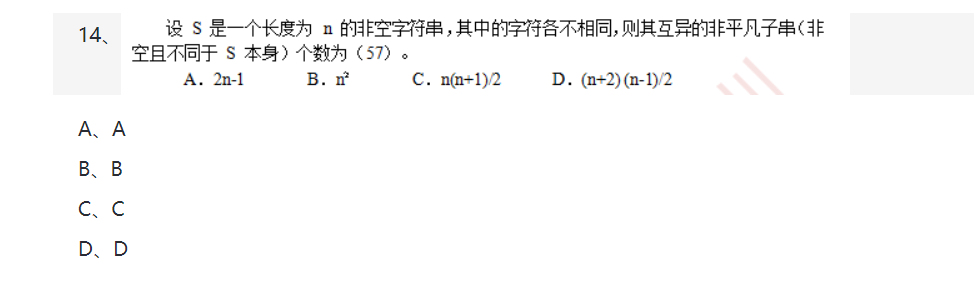 14、
设 S 是一个长度为 n 的非空字符串,其中的字符各不相同,则其互异的非平凡子串(非
空且不同于 S 本身)个数为(57)。
A. 2n-1 B. n² C. n(n+1)/2 D. (n+2)(n-1)/2
A、A
B、B
C、C
D、D